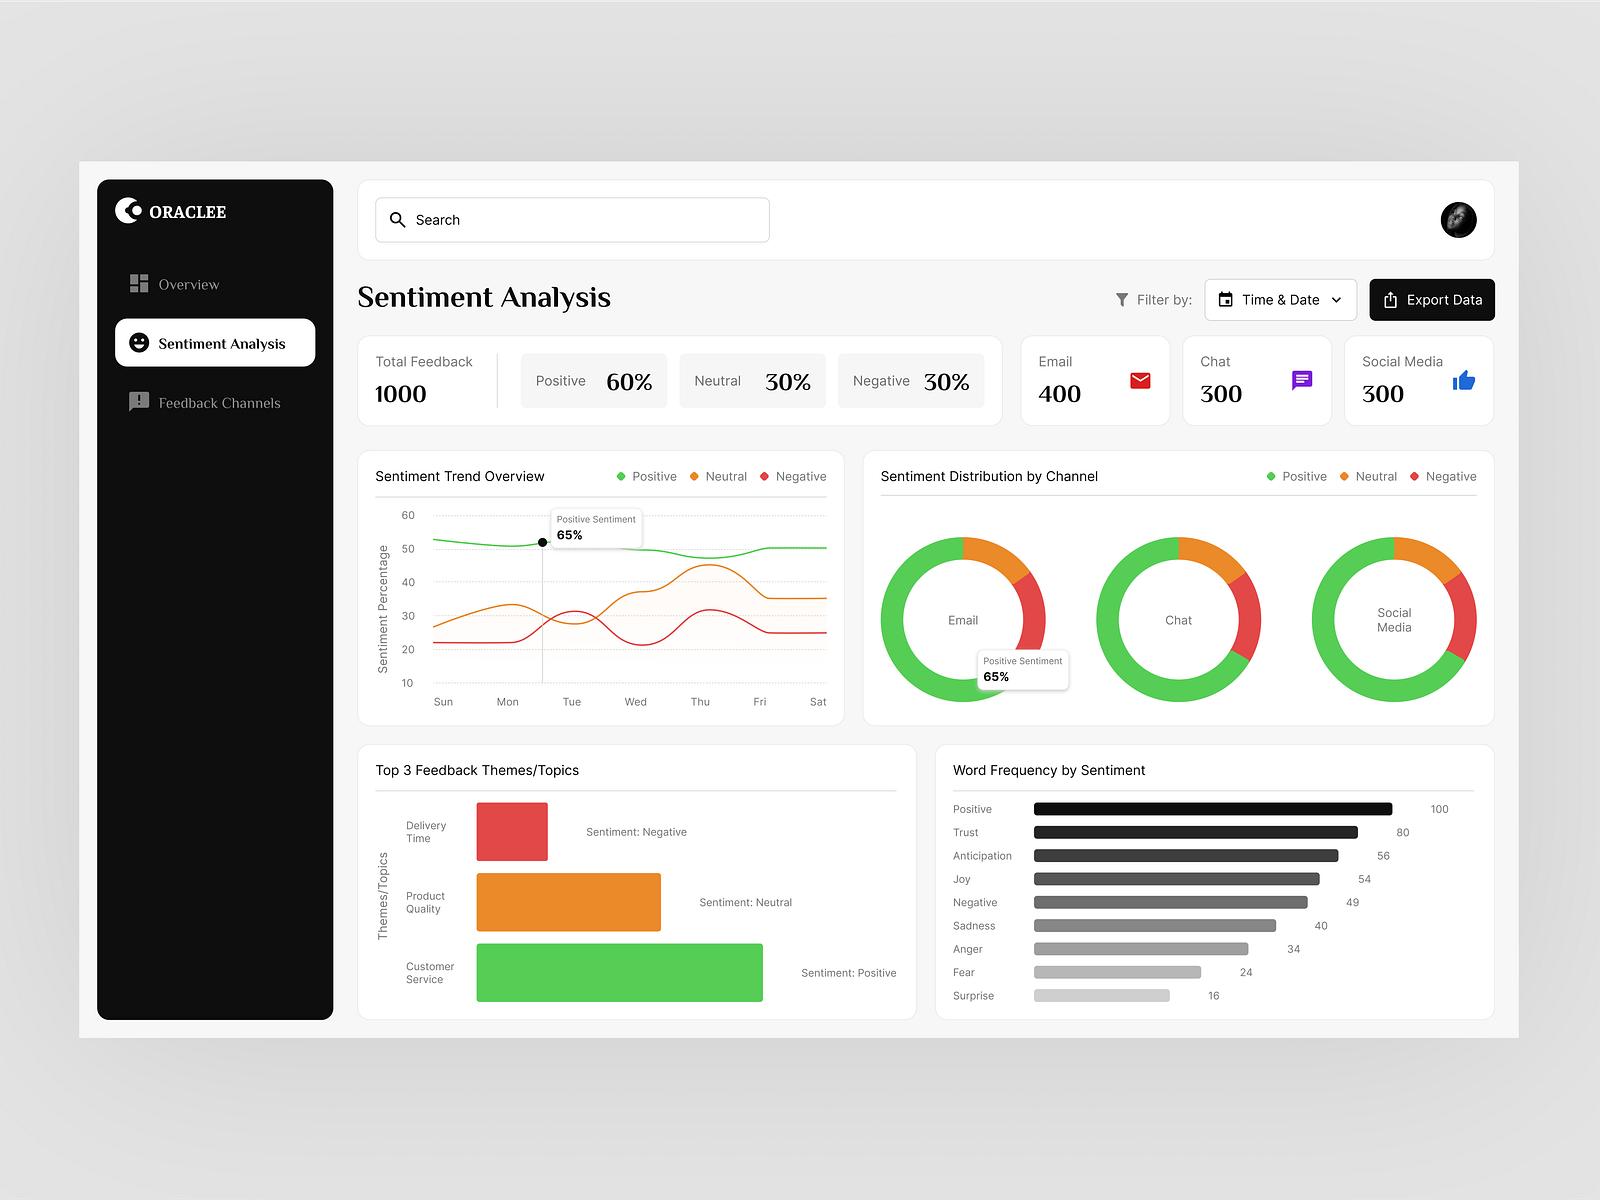 ORACLEE
Overview
Sentiment Analysis
Feedback Channels
Search
Sentiment Analysis
Filter by:
Time & Date
Export Data
Total Feedback
1000
Positive 60%
Neutral 30%
Negative 30%
Email
400
Chat
300
Social Media
300
Sentiment Trend Overview
Positive Neutral Negative
Sentiment Percentage
60
50
40
30
20
10
Positive Sentiment
65%
Sun Mon Tue Wed Thu Fri Sat
Sentiment Distribution by Channel
Positive Neutral Negative
Email
Positive Sentiment
65%
Chat
Social
Media
Top 3 Feedback Themes/Topics
Themes/Topics
Delivery
Time
Sentiment: Negative
Product
Quality
Sentiment: Neutral
Customer
Service
Sentiment: Positive
Word Frequency by Sentiment
Positive 100
Trust 80
Anticipation 56
Joy 54
Negative 49
Sadness 40
Anger 34
Fear 24
Surprise 16